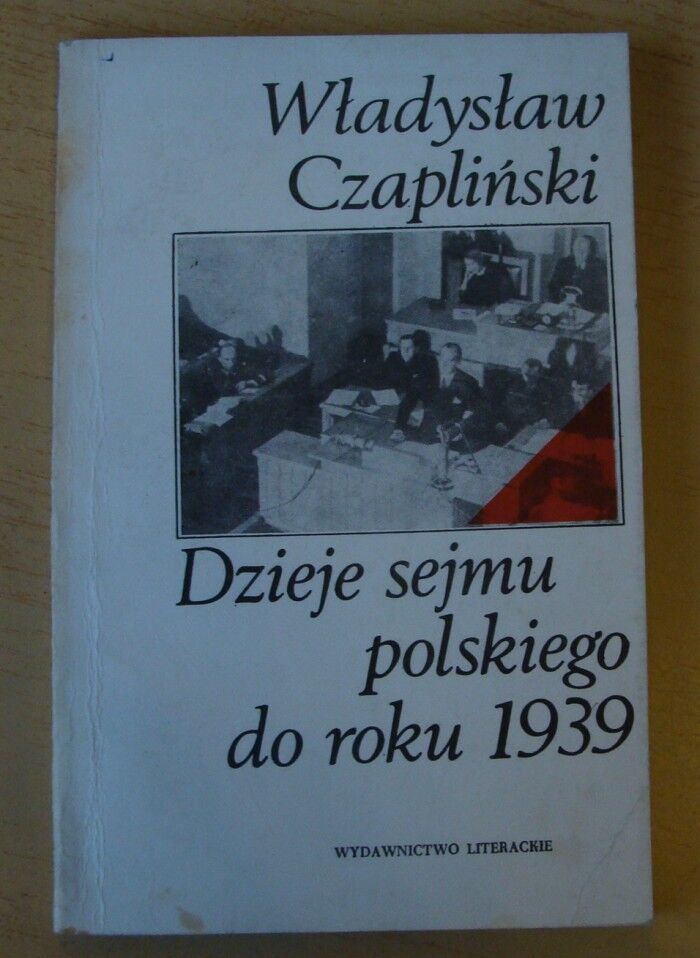 Władysław
Czapliński
Dzieje sejmu
polskiego
do roku 1939
WYDAWNICTWO LITERACKIE